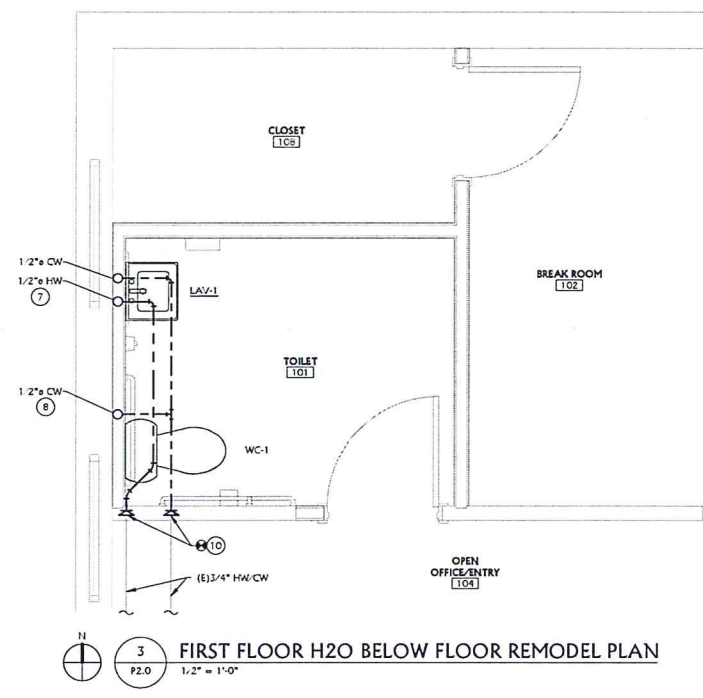 CLOSET
108
1/2"ø CW
1/2"ø HW
7
LAV-1
BREAK ROOM
102
TOILET
101
1/2"ø CW
8
WC-1
10
(E)3/4" HW/CW
OPEN
OFFICE/ENTRY
104
N
3
P2.0
FIRST FLOOR H2O BELOW FLOOR REMODEL PLAN
1/2" = 1'-0"